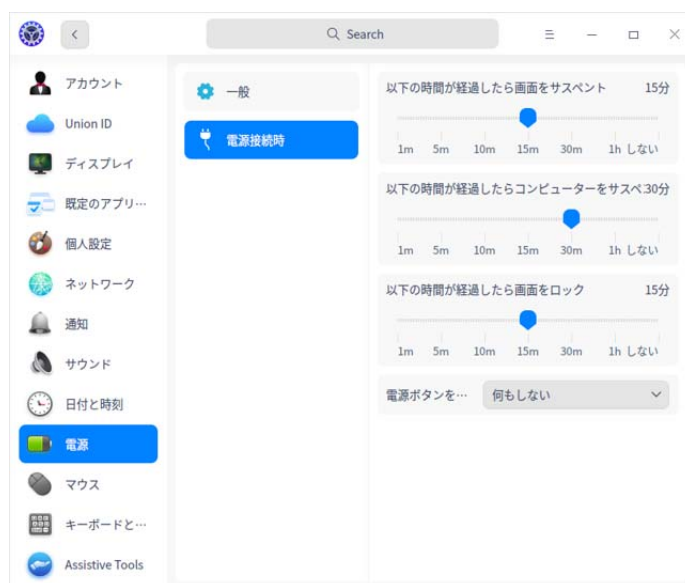 Search
アカウント
Union ID
ディスプレイ
既定のアプリ…
個人設定
ネットワーク
通知
サウンド
日付と時刻
電源
マウス
キーボードと…
Assistive Tools
一般
電源接続時
以下の時間が経過したら画面をサスペンド 15分
1m 5m 10m 15m 30m 1h しない
以下の時間が経過したらコンピューターをサスペ 30分
1m 5m 10m 15m 30m 1h しない
以下の時間が経過したら画面をロック 15分
1m 5m 10m 15m 30m 1h しない
電源ボタンを… 何もしない